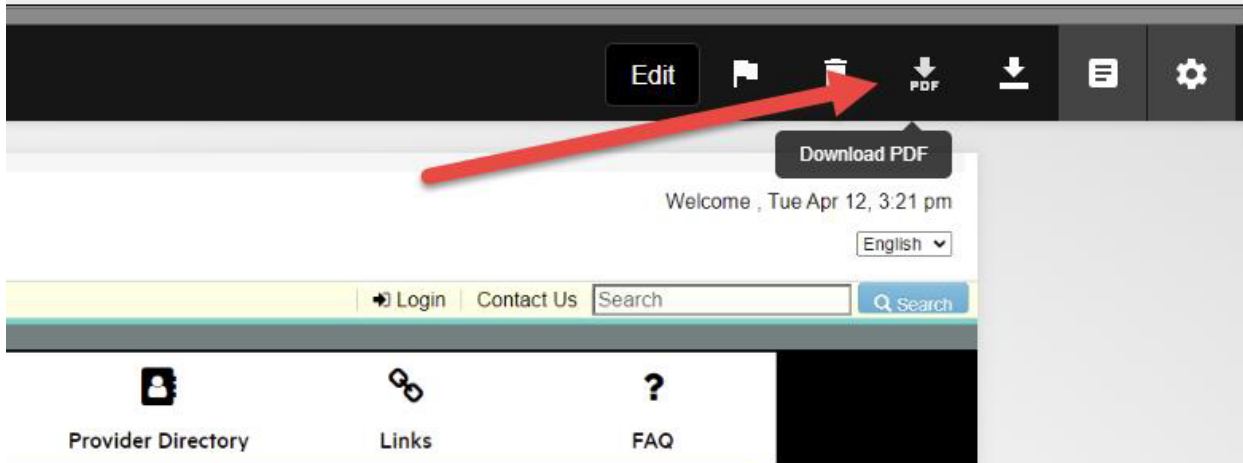 Edit
PDF
Download PDF
Welcome , Tue Apr 12, 3:21 pm
English
Login Contact Us Search Search
Provider Directory Links FAQ